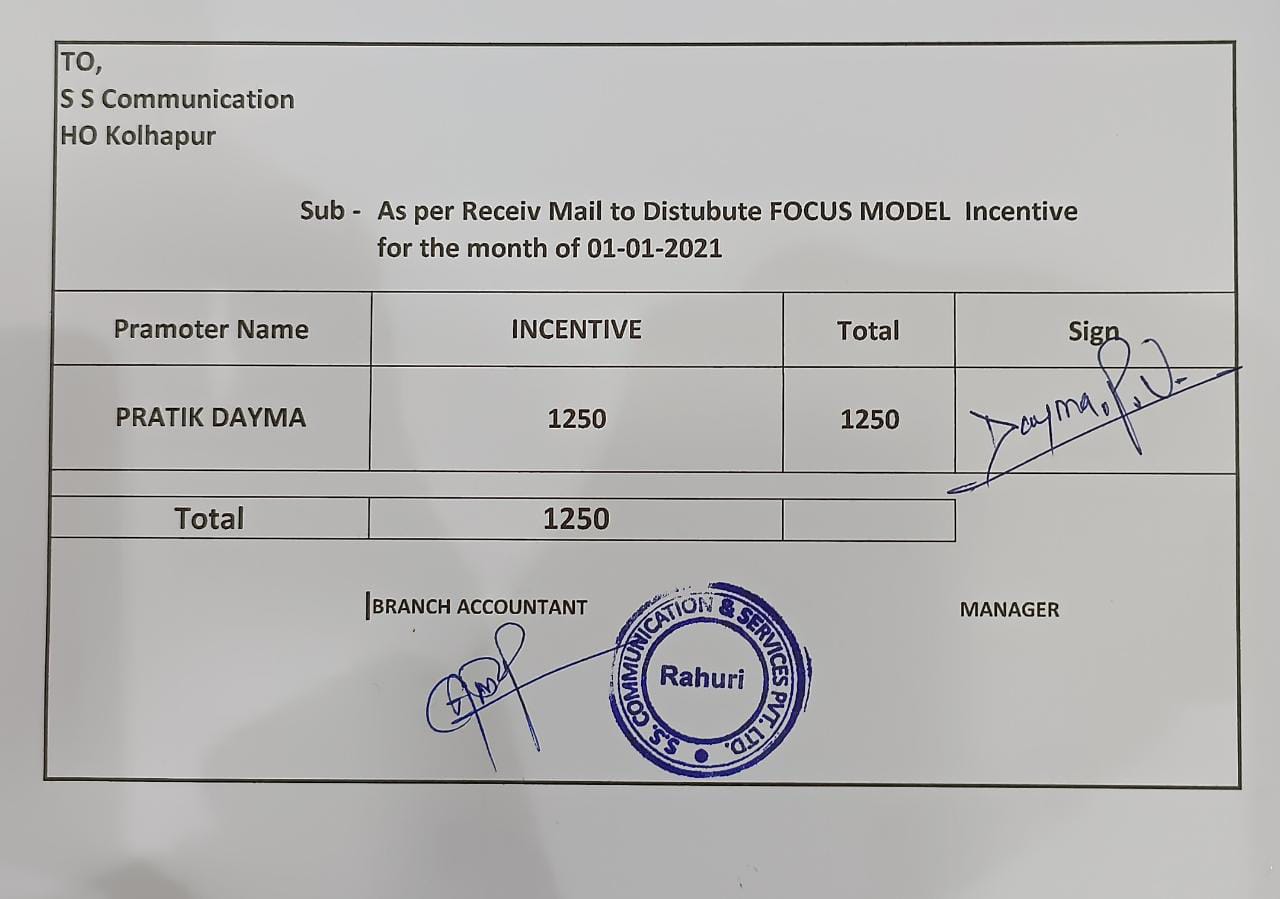 TO,
S S Communication
HO Kolhapur
Sub - As per Receiv Mail to Distubute FOCUS MODEL Incentive
for the month of 01-01-2021
Pramoter Name INCENTIVE Total Sign
PRATIK DAYMA 1250 1250 Dayma.P.V.
Total 1250
BRANCH ACCOUNTANT MANAGER
S.S. COMMUNICATION & SERVICES PVT. LTD.
Rahuri